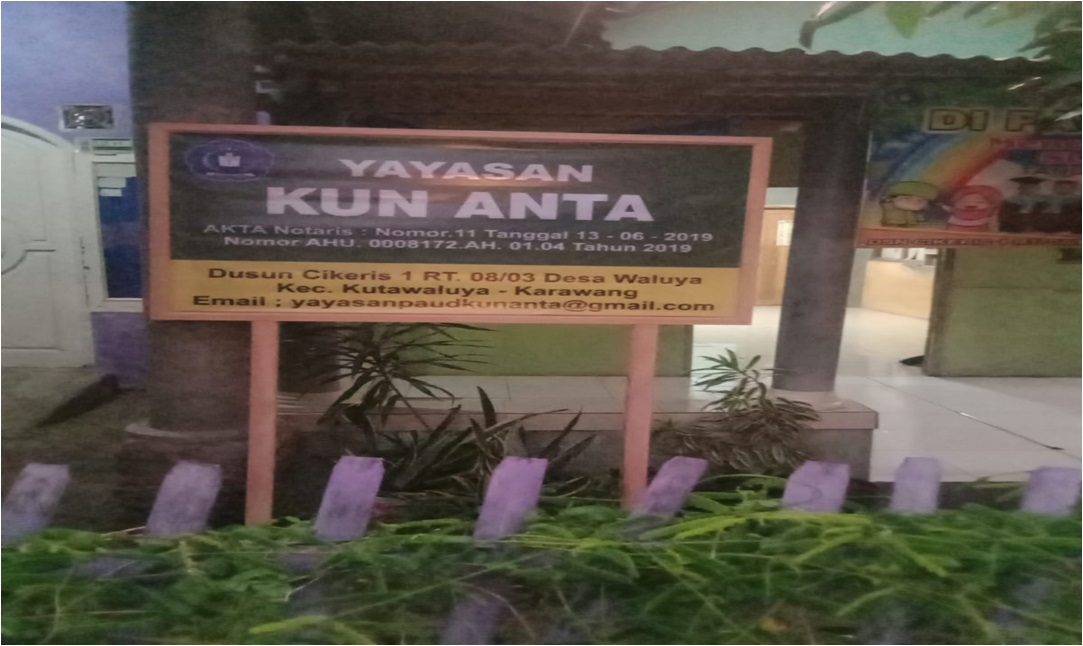 YAYASAN
KUN ANTA
AKTA Notaris : Nomor.11 Tanggal 13 - 06 - 2019
Nomor AHU. 0008172.AH. 01.04 Tahun 2019
Dusun Cikeris 1 RT. 08/03 Desa Waluya
Kec. Kutawaluya - Karawang
Email : yayasanpaudkunanta@gmail.com
DI